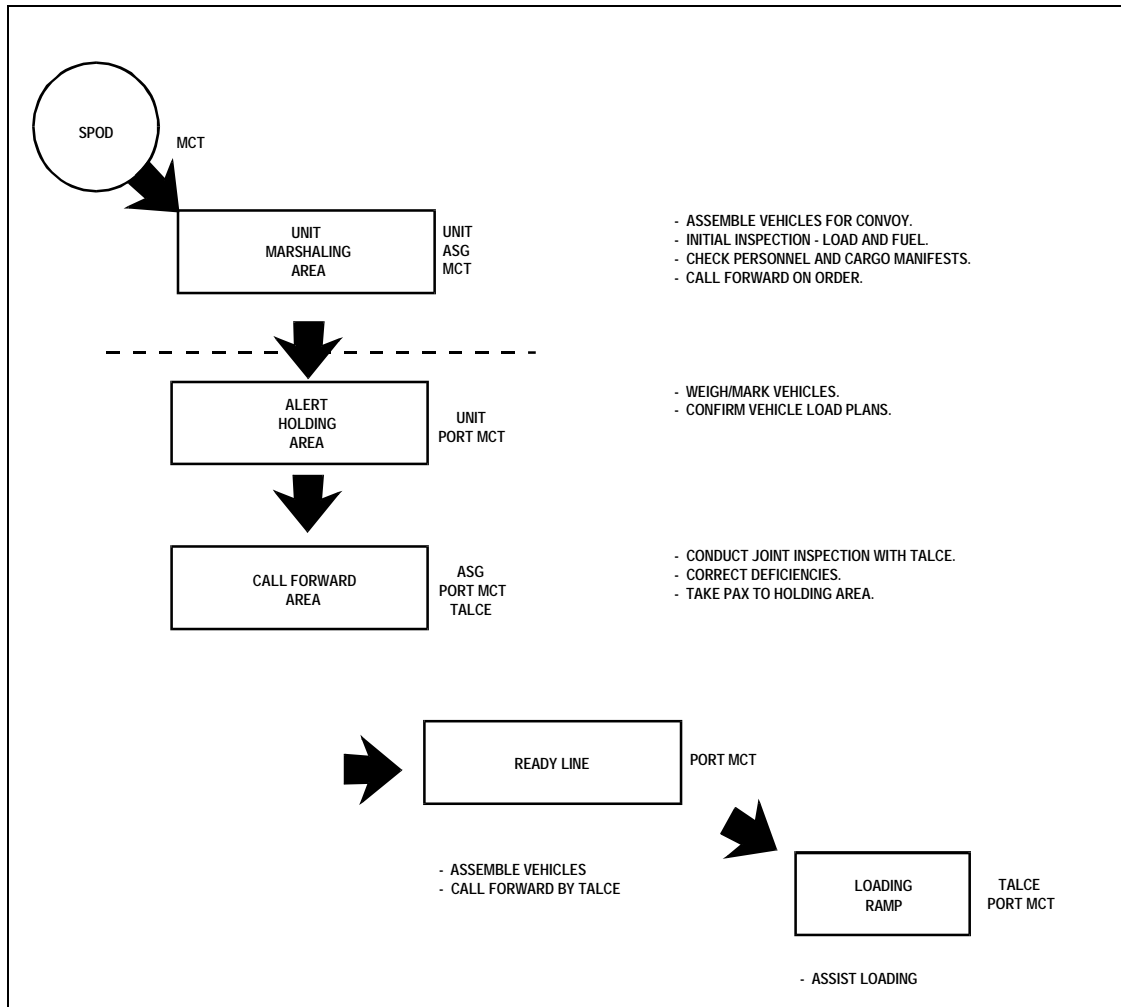 SPOD
MCT
UNIT
MARSHALING
AREA
UNIT
ASG
MCT
- ASSEMBLE VEHICLES FOR CONVOY.
- INITIAL INSPECTION - LOAD AND FUEL.
- CHECK PERSONNEL AND CARGO MANIFESTS.
- CALL FORWARD ON ORDER.
ALERT
HOLDING
AREA
UNIT
PORT MCT
- WEIGH/MARK VEHICLES.
- CONFIRM VEHICLE LOAD PLANS.
CALL FORWARD
AREA
ASG
PORT MCT
TALCE
- CONDUCT JOINT INSPECTION WITH TALCE.
- CORRECT DEFICIENCIES.
- TAKE PAX TO HOLDING AREA.
READY LINE
PORT MCT
- ASSEMBLE VEHICLES
- CALL FORWARD BY TALCE
LOADING
RAMP
TALCE
PORT MCT
- ASSIST LOADING